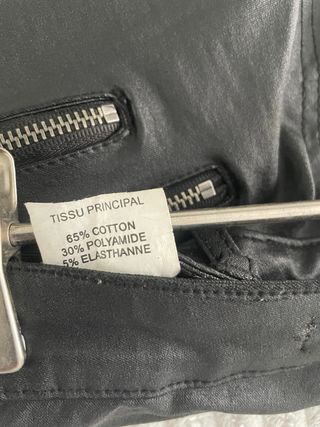 TISSU PRINCIPAL
65% COTTON
30% POLYAMIDE
5% ELASTHANNE